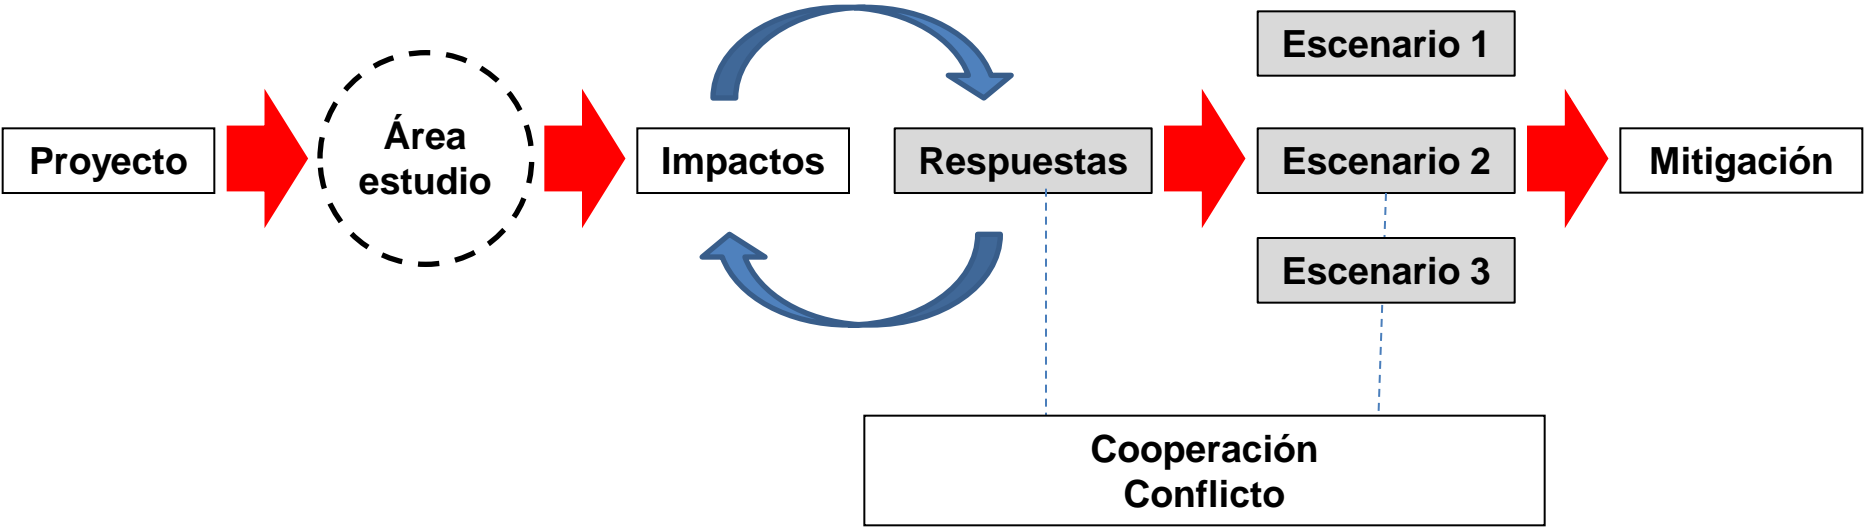 Proyecto
Área
estudio
Impactos
Respuestas
Escenario 1
Escenario 2
Escenario 3
Mitigación
Cooperación
Conflicto